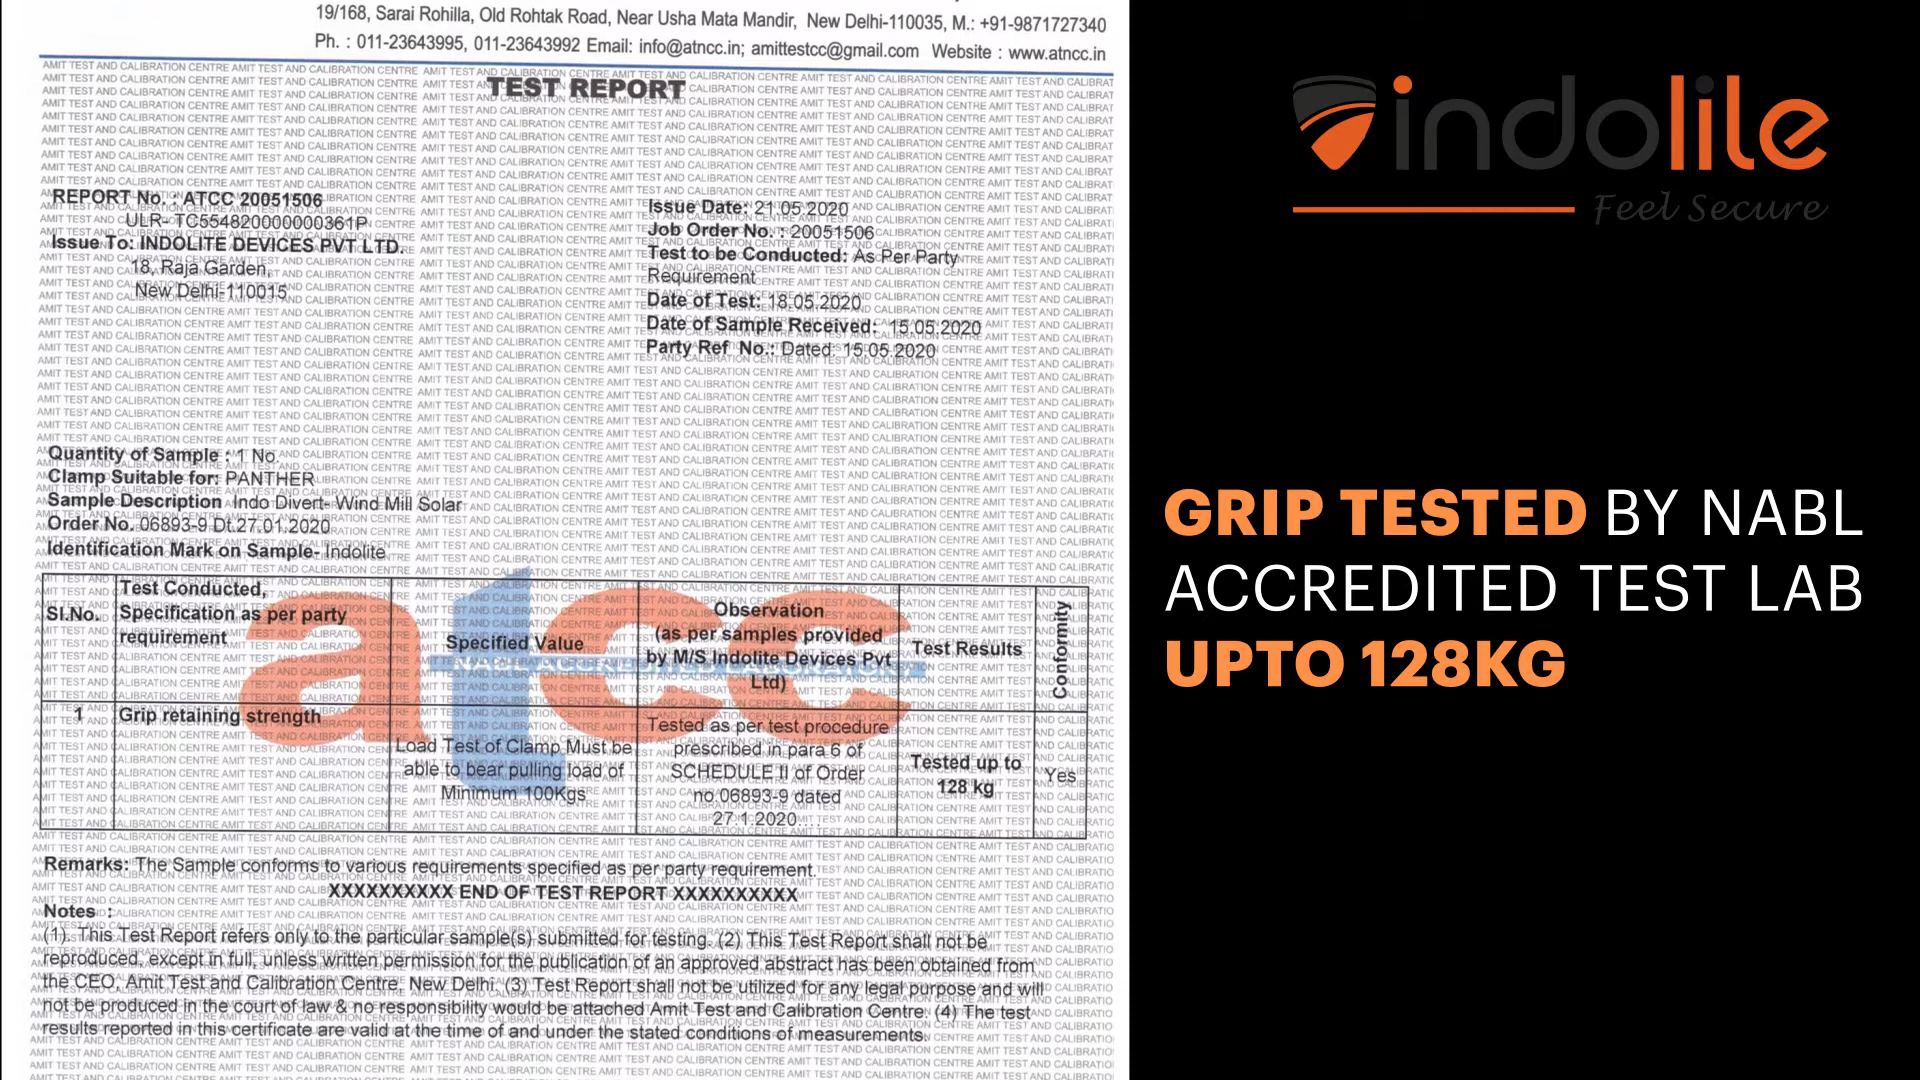 19/168, Sarai Rohilla, Old Rohtak Road, Near Usha Mata Mandir, New Delhi-110035, M.: +91-9871727340
Ph. : 011-23643995, 011-23643992 Email: info@atncc.in; amittestcc@gmail.com Website : www.atncc.in
TEST REPORT
REPORT No. : ATCC 20051506
ULR- TC554820000000361P
Issue To: INDOLITE DEVICES PVT LTD.
18, Raja Garden,
New Delhi-110015
Issue Date: 21.05.2020
Job Order No. : 20051506
Test to be Conducted: As Per Party
Requirement
Date of Test: 18.05.2020
Date of Sample Received: 15.05.2020
Party Ref No.: Dated: 15.05.2020
Quantity of Sample : 1 No.
Clamp Suitable for: PANTHER
Sample Description Indo Divert- Wind Mill Solar
Order No. 06893-9 Dt.27.01.2020
Identification Mark on Sample- Indolite
Sl.No.
Test Conducted,
Specification as per party
requirement
Specified Value
Observation
(as per samples provided
by M/S Indolite Devices Pvt
Ltd)
Test Results
Conformity
1
Grip retaining strength
Load Test of Clamp Must be
able to bear pulling load of
Minimum 100Kgs
Tested as per test procedure
prescribed in para 6 of
SCHEDULE II of Order
no.06893-9 dated
27.1.2020....
Tested up to
128 kg
Yes
atcc
Remarks: The Sample conforms to various requirements specified as per party requirement.
XXXXXXXXXX END OF TEST REPORT XXXXXXXXXX
Notes :
(1). This Test Report refers only to the particular sample(s) submitted for testing. (2) This Test Report shall not be
reproduced, except in full, unless written permission for the publication of an approved abstract has been obtained from
the CEO, Amit Test and Calibration Centre, New Delhi. (3) Test Report shall not be utilized for any legal purpose and will
not be produced in the court of law & no responsibility would be attached Amit Test and Calibration Centre. (4) The test
results reported in this certificate are valid at the time of and under the stated conditions of measurements.
indolile
Feel Secure
GRIP TESTED BY NABL
ACCREDITED TEST LAB
UPTO 128KG